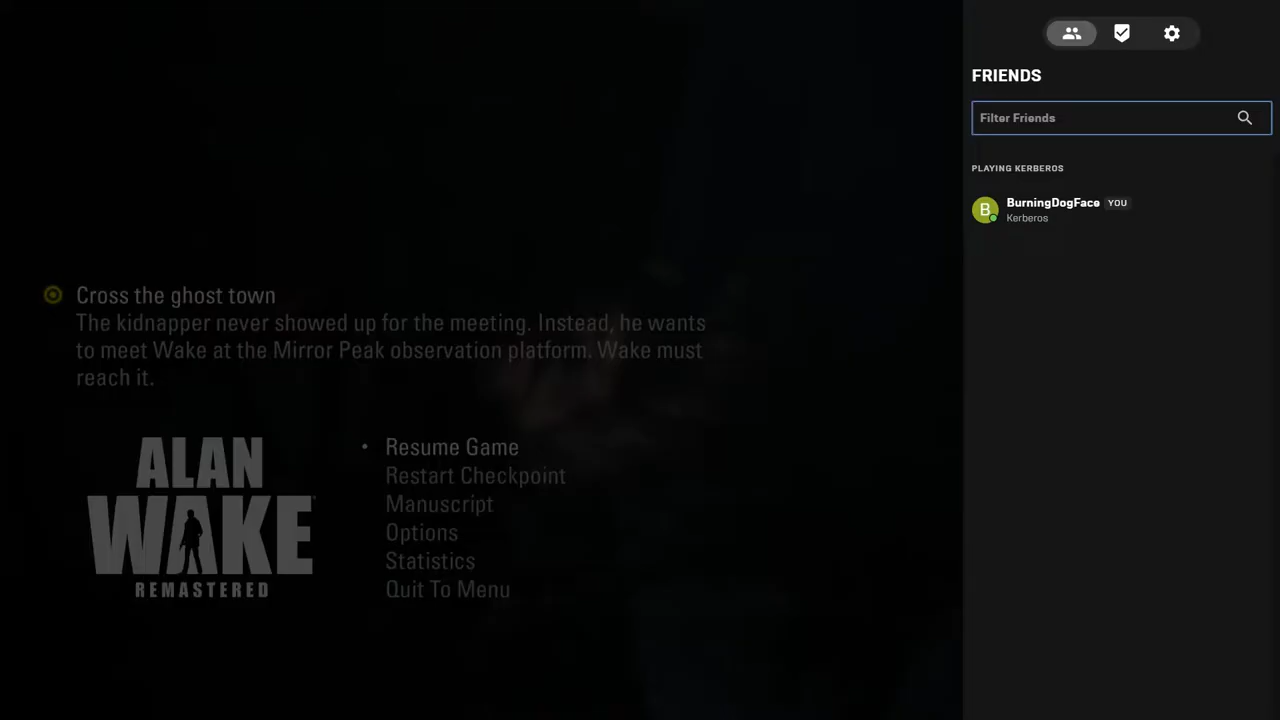 FRIENDS
Filter Friends
PLAYING KERBEROS
B
BurningDogFace YOU
Kerberos
Cross the ghost town
The kidnapper never showed up for the meeting. Instead, he wants
to meet Wake at the Mirror Peak observation platform. Wake must
reach it.
ALAN
WAKE
REMASTERED
Resume Game
Restart Checkpoint
Manuscript
Options
Statistics
Quit To Menu